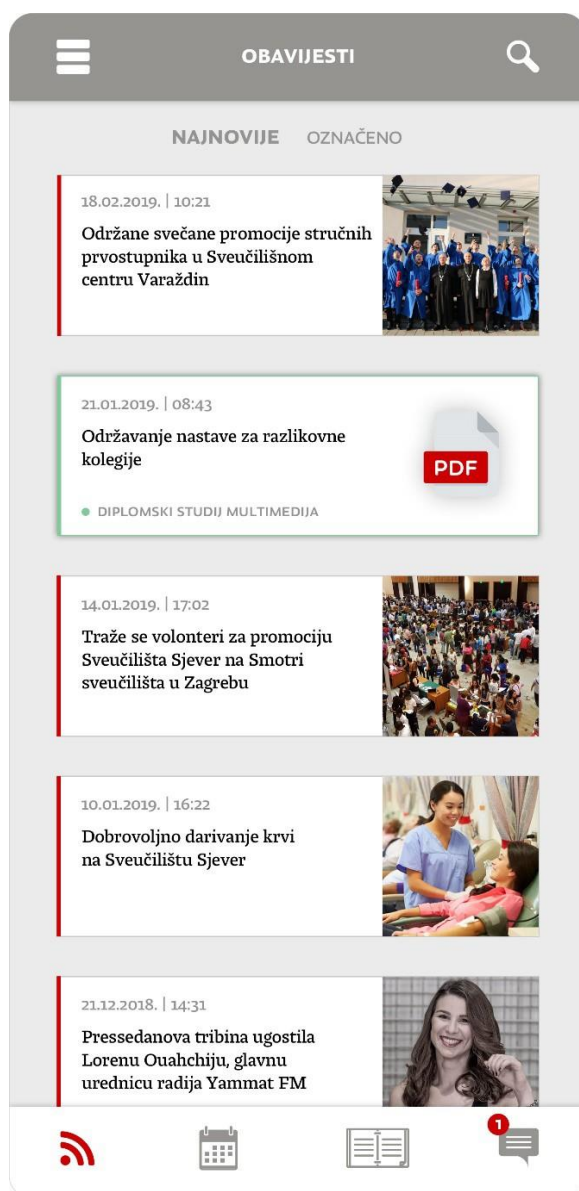 OBAVIJESTI
NAJNOVIJE OZNAČENO
18.02.2019. | 10:21
Održane svečane promocije stručnih
prvostupnika u Sveučilišnom
centru Varaždin
21.01.2019. | 08:43
Održavanje nastave za razlikovne
kolegije
PDF
DIPLOMSKI STUDIJ MULTIMEDIJA
14.01.2019. | 17:02
Traže se volonteri za promociju
Sveučilišta Sjever na Smotri
sveučilišta u Zagrebu
10.01.2019. | 16:22
Dobrovoljno darivanje krvi
na Sveučilištu Sjever
21.12.2018. | 14:31
Pressedanova tribina ugostila
Lorenu Ouahchiju, glavnu
urednicu radija Yammat FM
1